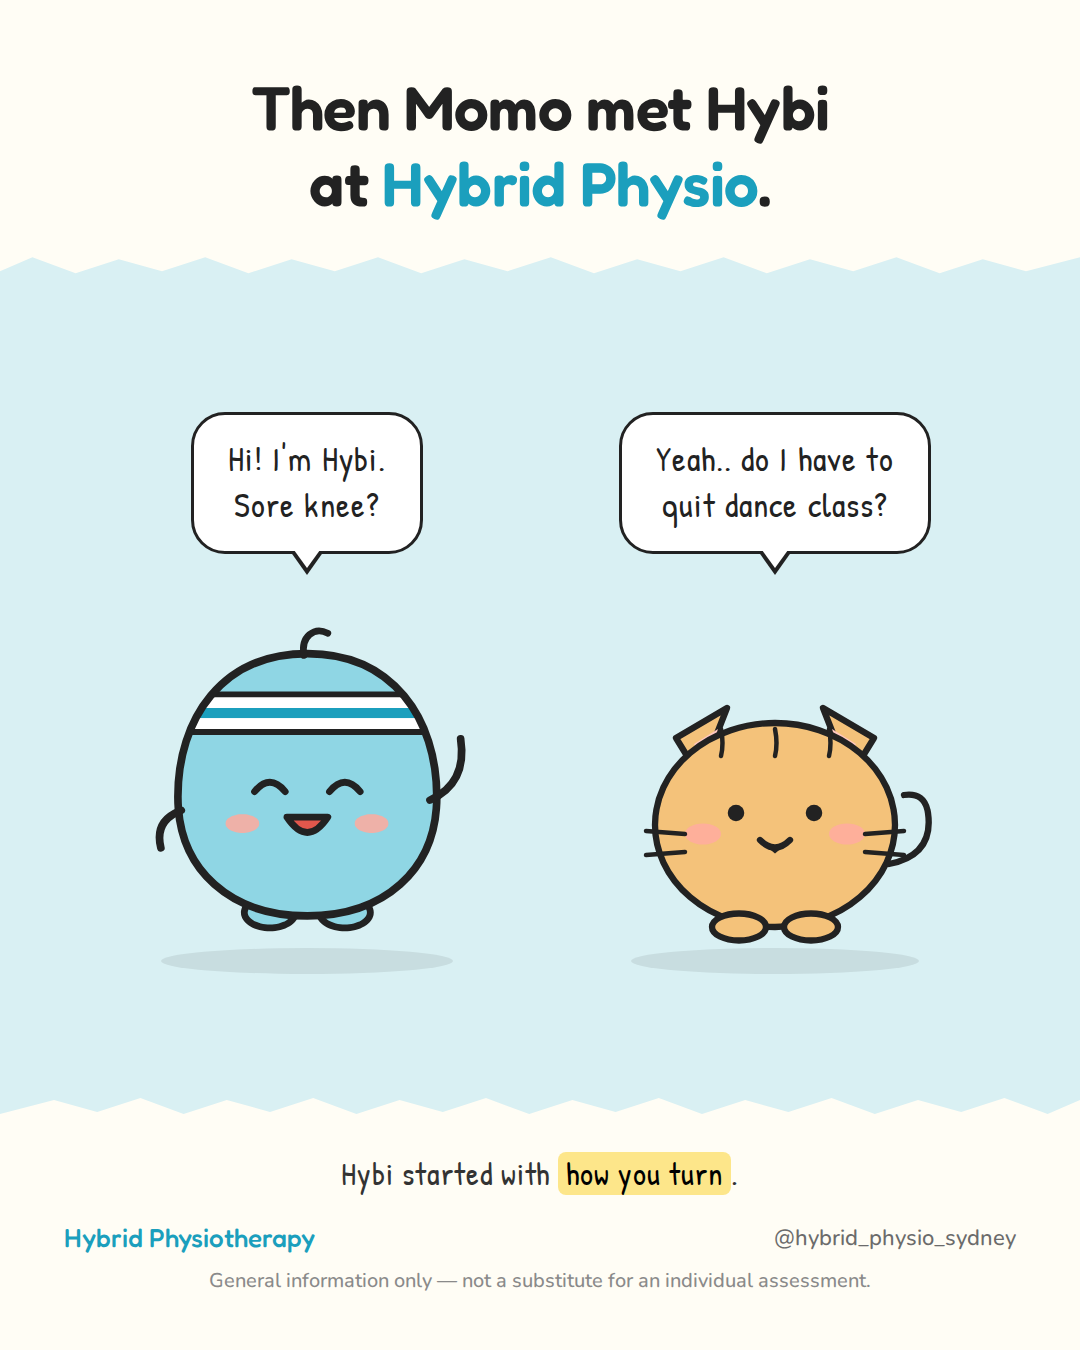 Then Momo met Hybi
at Hybrid Physio.
Hi! I'm Hybi.
Sore knee?
Yeah.. do I have to
quit dance class?
Hybi started with how you turn.
Hybrid Physiotherapy
@hybrid_physio_sydney
General information only — not a substitute for an individual assessment.